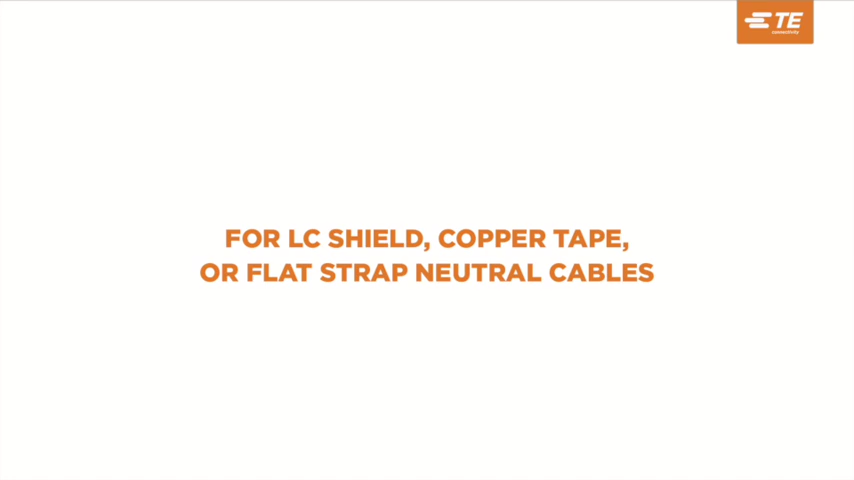 TE
connectivity
FOR LC SHIELD, COPPER TAPE,
OR FLAT STRAP NEUTRAL CABLES